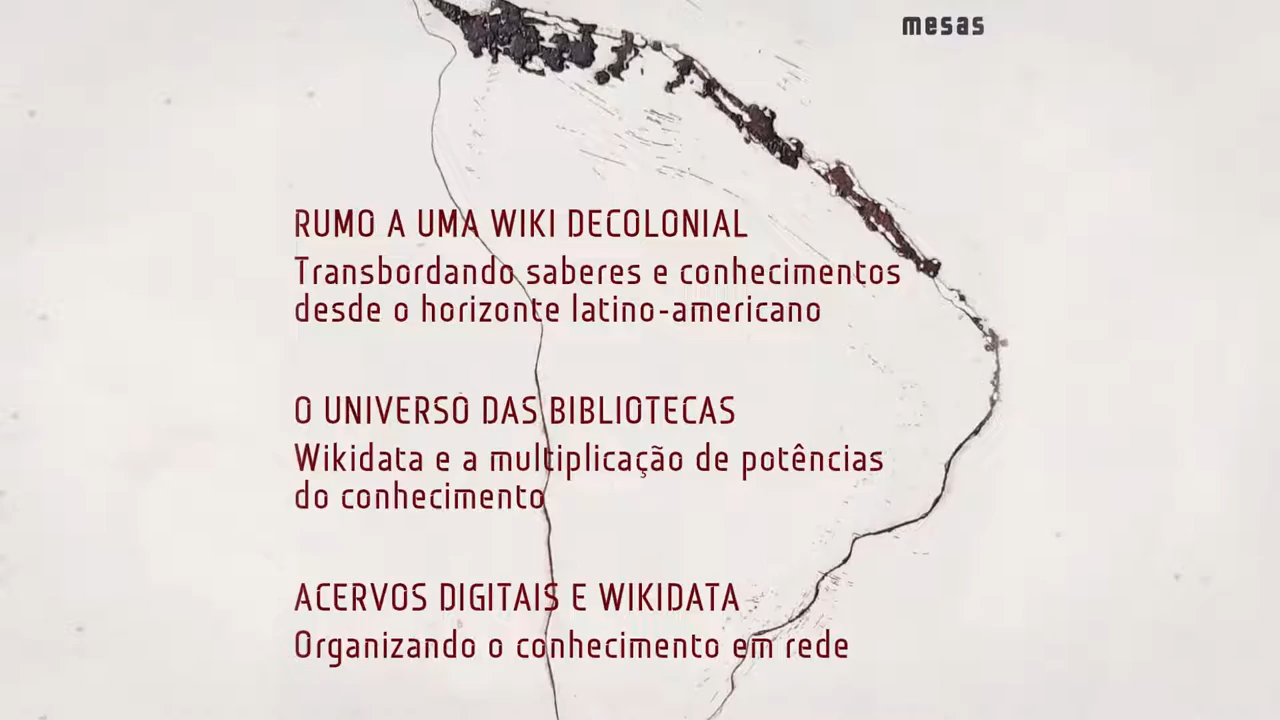 mesas
RUMO A UMA WIKI DECOLONIAL
Transbordando saberes e conhecimentos
desde o horizonte latino-americano
O UNIVERSO DAS BIBLIOTECAS
Wikidata e a multiplicação de potências
do conhecimento
ACERVOS DIGITAIS E WIKIDATA
Organizando o conhecimento em rede